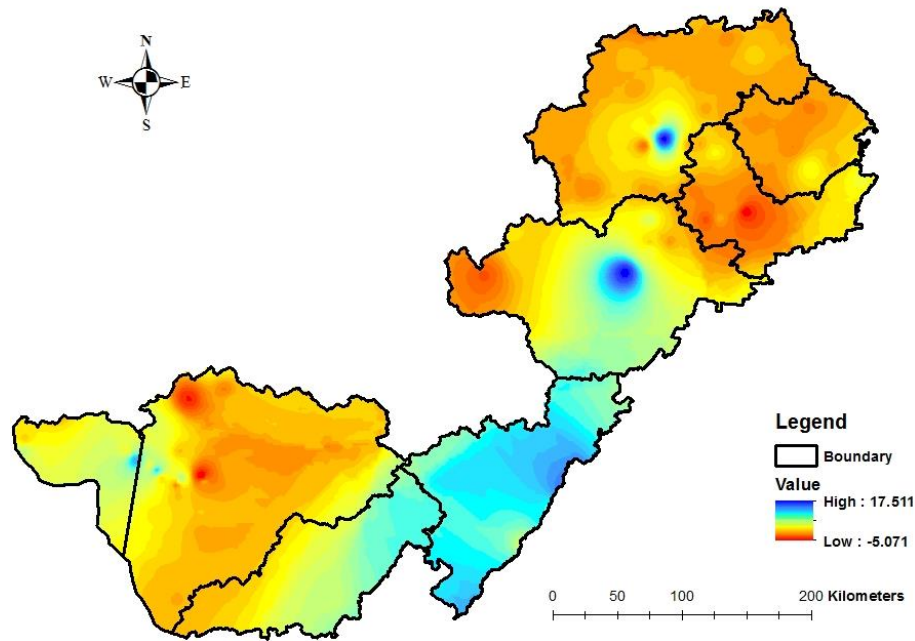 N
W E
S
Legend
Boundary
Value
High : 17.511
Low : -5.071
0 50 100 200 Kilometers